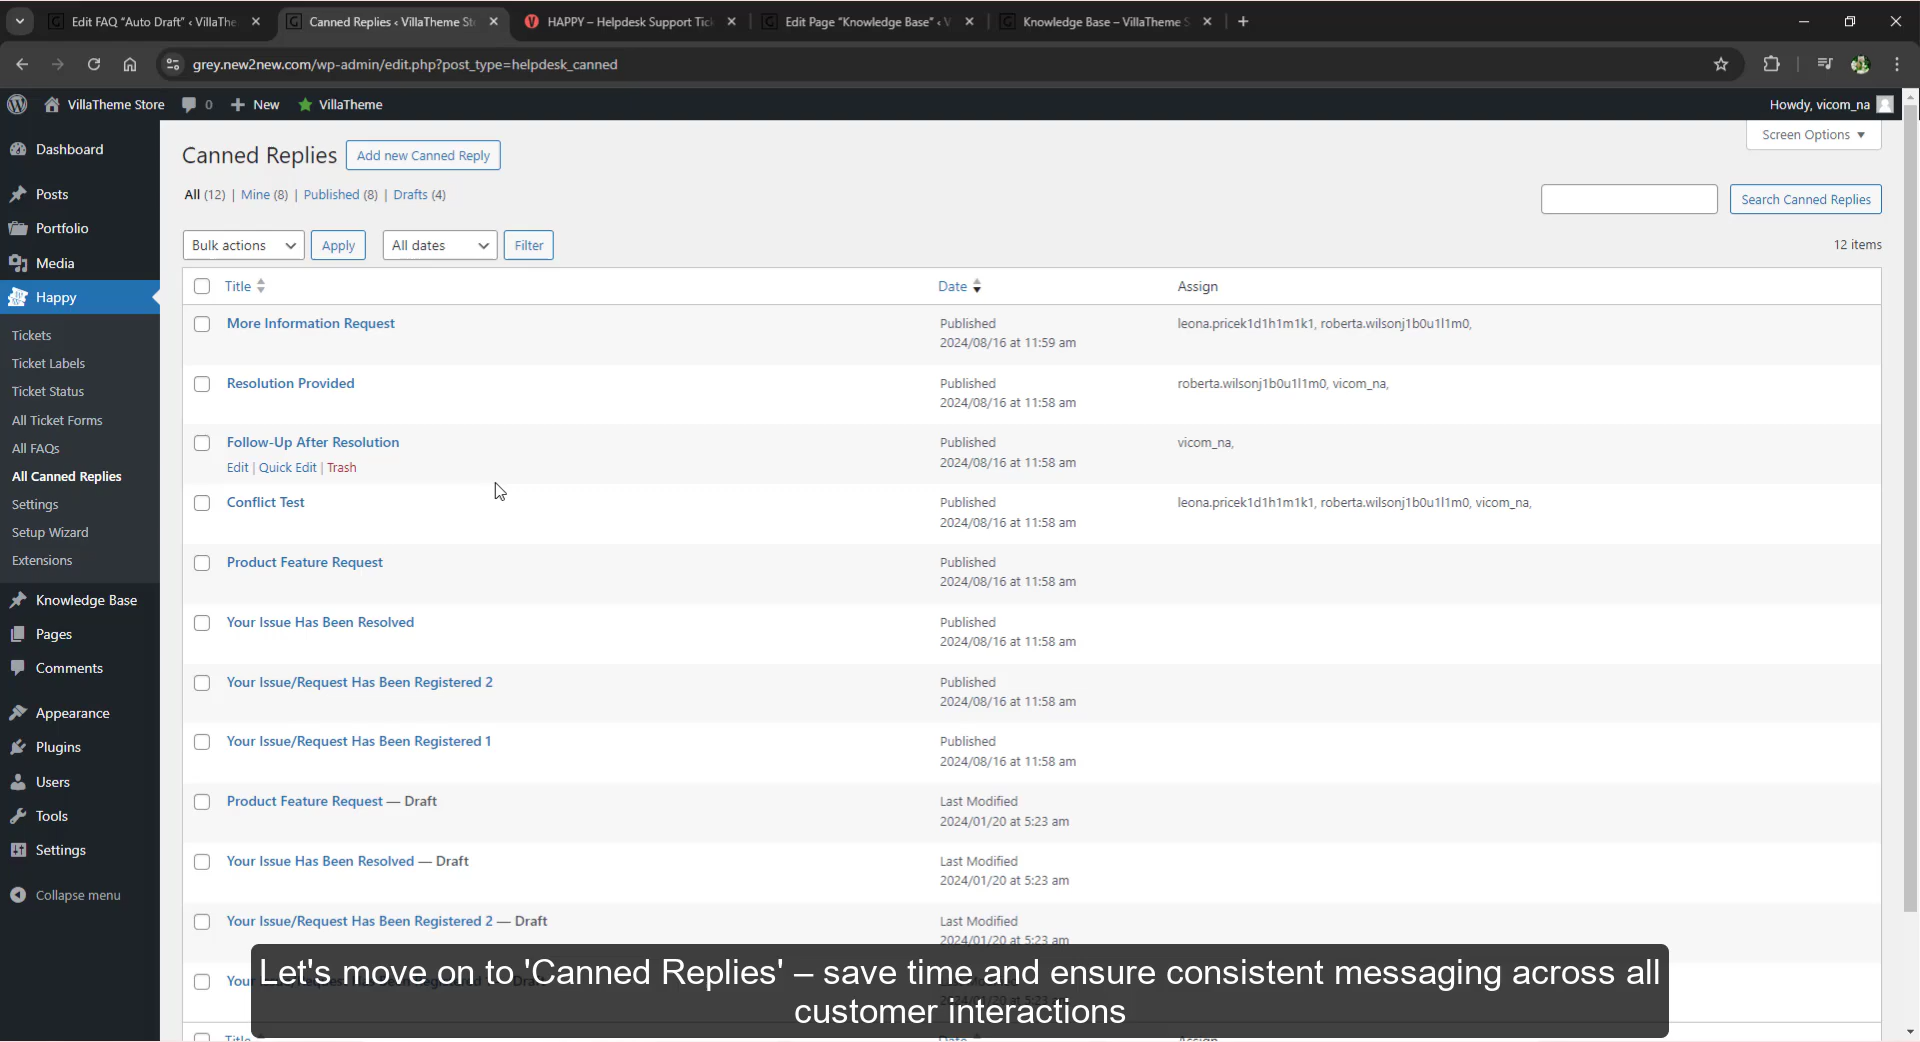 Edit FAQ “Auto Draft” ‹ VillaThe
Canned Replies ‹ VillaTheme St
HAPPY – Helpdesk Support Tick
Edit Page “Knowledge Base” ‹ V
Knowledge Base – VillaTheme S
grey.new2new.com/wp-admin/edit.php?post_type=helpdesk_canned
VillaTheme Store
0
New
VillaTheme
Howdy, vicom_na
Dashboard
Posts
Portfolio
Media
Happy
Tickets
Ticket Labels
Ticket Status
All Ticket Forms
All FAQs
All Canned Replies
Settings
Setup Wizard
Extensions
Knowledge Base
Pages
Comments
Appearance
Plugins
Users
Tools
Settings
Collapse menu
Screen Options
Canned Replies
Add new Canned Reply
All (12) | Mine (8) | Published (8) | Drafts (4)
Search Canned Replies
Bulk actions
Apply
All dates
Filter
12 items
Title
Date
Assign
More Information Request
Published
2024/08/16 at 11:59 am
leona.pricek1d1h1m1k1, roberta.wilsonj1b0u1l1m0,
Resolution Provided
Published
2024/08/16 at 11:58 am
roberta.wilsonj1b0u1l1m0, vicom_na,
Follow-Up After Resolution
Edit | Quick Edit | Trash
Published
2024/08/16 at 11:58 am
vicom_na,
Conflict Test
Published
2024/08/16 at 11:58 am
leona.pricek1d1h1m1k1, roberta.wilsonj1b0u1l1m0, vicom_na,
Product Feature Request
Published
2024/08/16 at 11:58 am
Your Issue Has Been Resolved
Published
2024/08/16 at 11:58 am
Your Issue/Request Has Been Registered 2
Published
2024/08/16 at 11:58 am
Your Issue/Request Has Been Registered 1
Published
2024/08/16 at 11:58 am
Product Feature Request — Draft
Last Modified
2024/01/20 at 5:23 am
Your Issue Has Been Resolved — Draft
Last Modified
2024/01/20 at 5:23 am
Your Issue/Request Has Been Registered 2 — Draft
Last Modified
2024/01/20 at 5:23 am
Let's move on to 'Canned Replies' – save time and ensure consistent messaging across all
customer interactions